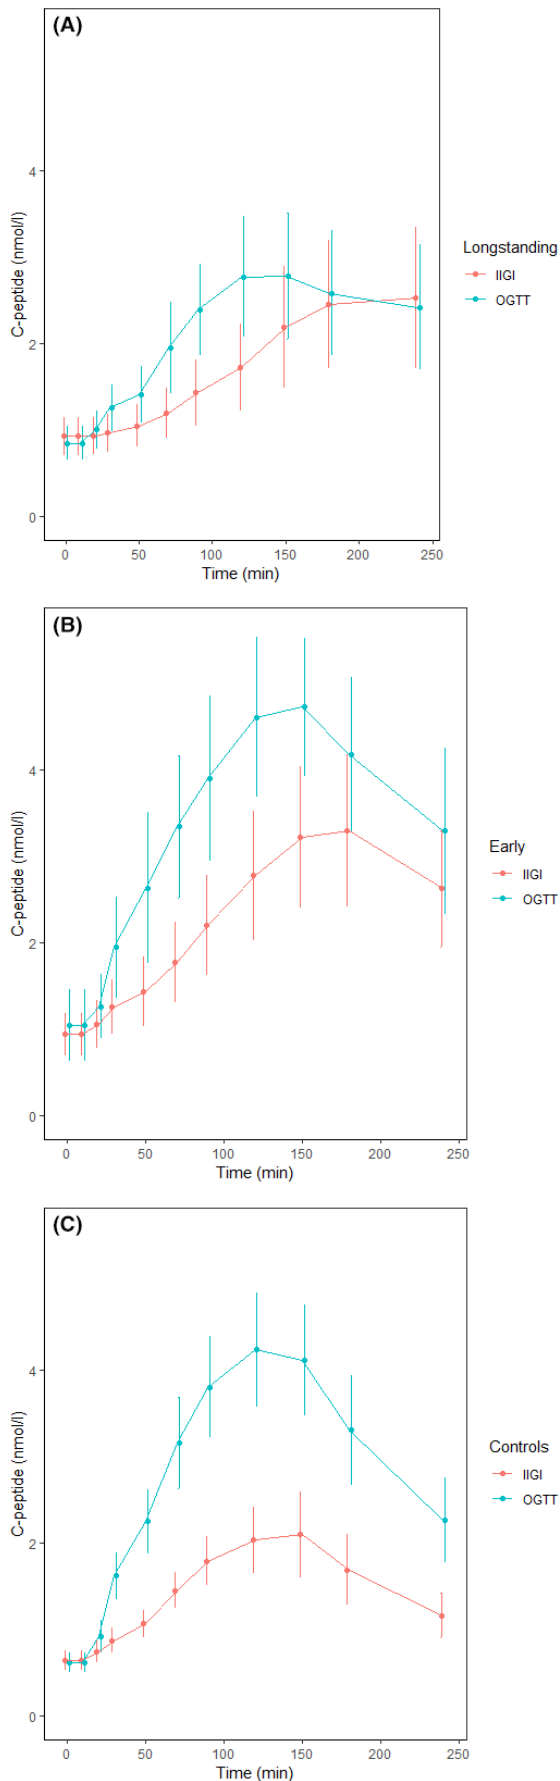 (A)
4
2
0
C-peptide (nmol/l)
0 50 100 150 200 250
Time (min)
Longstanding
IIGI
OGTT
(B)
4
2
0
C-peptide (nmol/l)
0 50 100 150 200 250
Time (min)
Early
IIGI
OGTT
(C)
4
2
0
C-peptide (nmol/l)
0 50 100 150 200 250
Time (min)
Controls
IIGI
OGTT